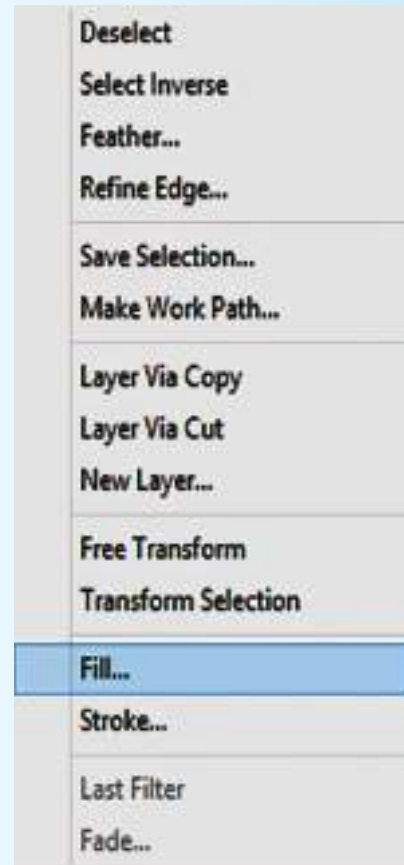 Deselect
Select Inverse
Feather...
Refine Edge...
Save Selection...
Make Work Path...
Layer Via Copy
Layer Via Cut
New Layer...
Free Transform
Transform Selection
Fill...
Stroke...
Last Filter
Fade...